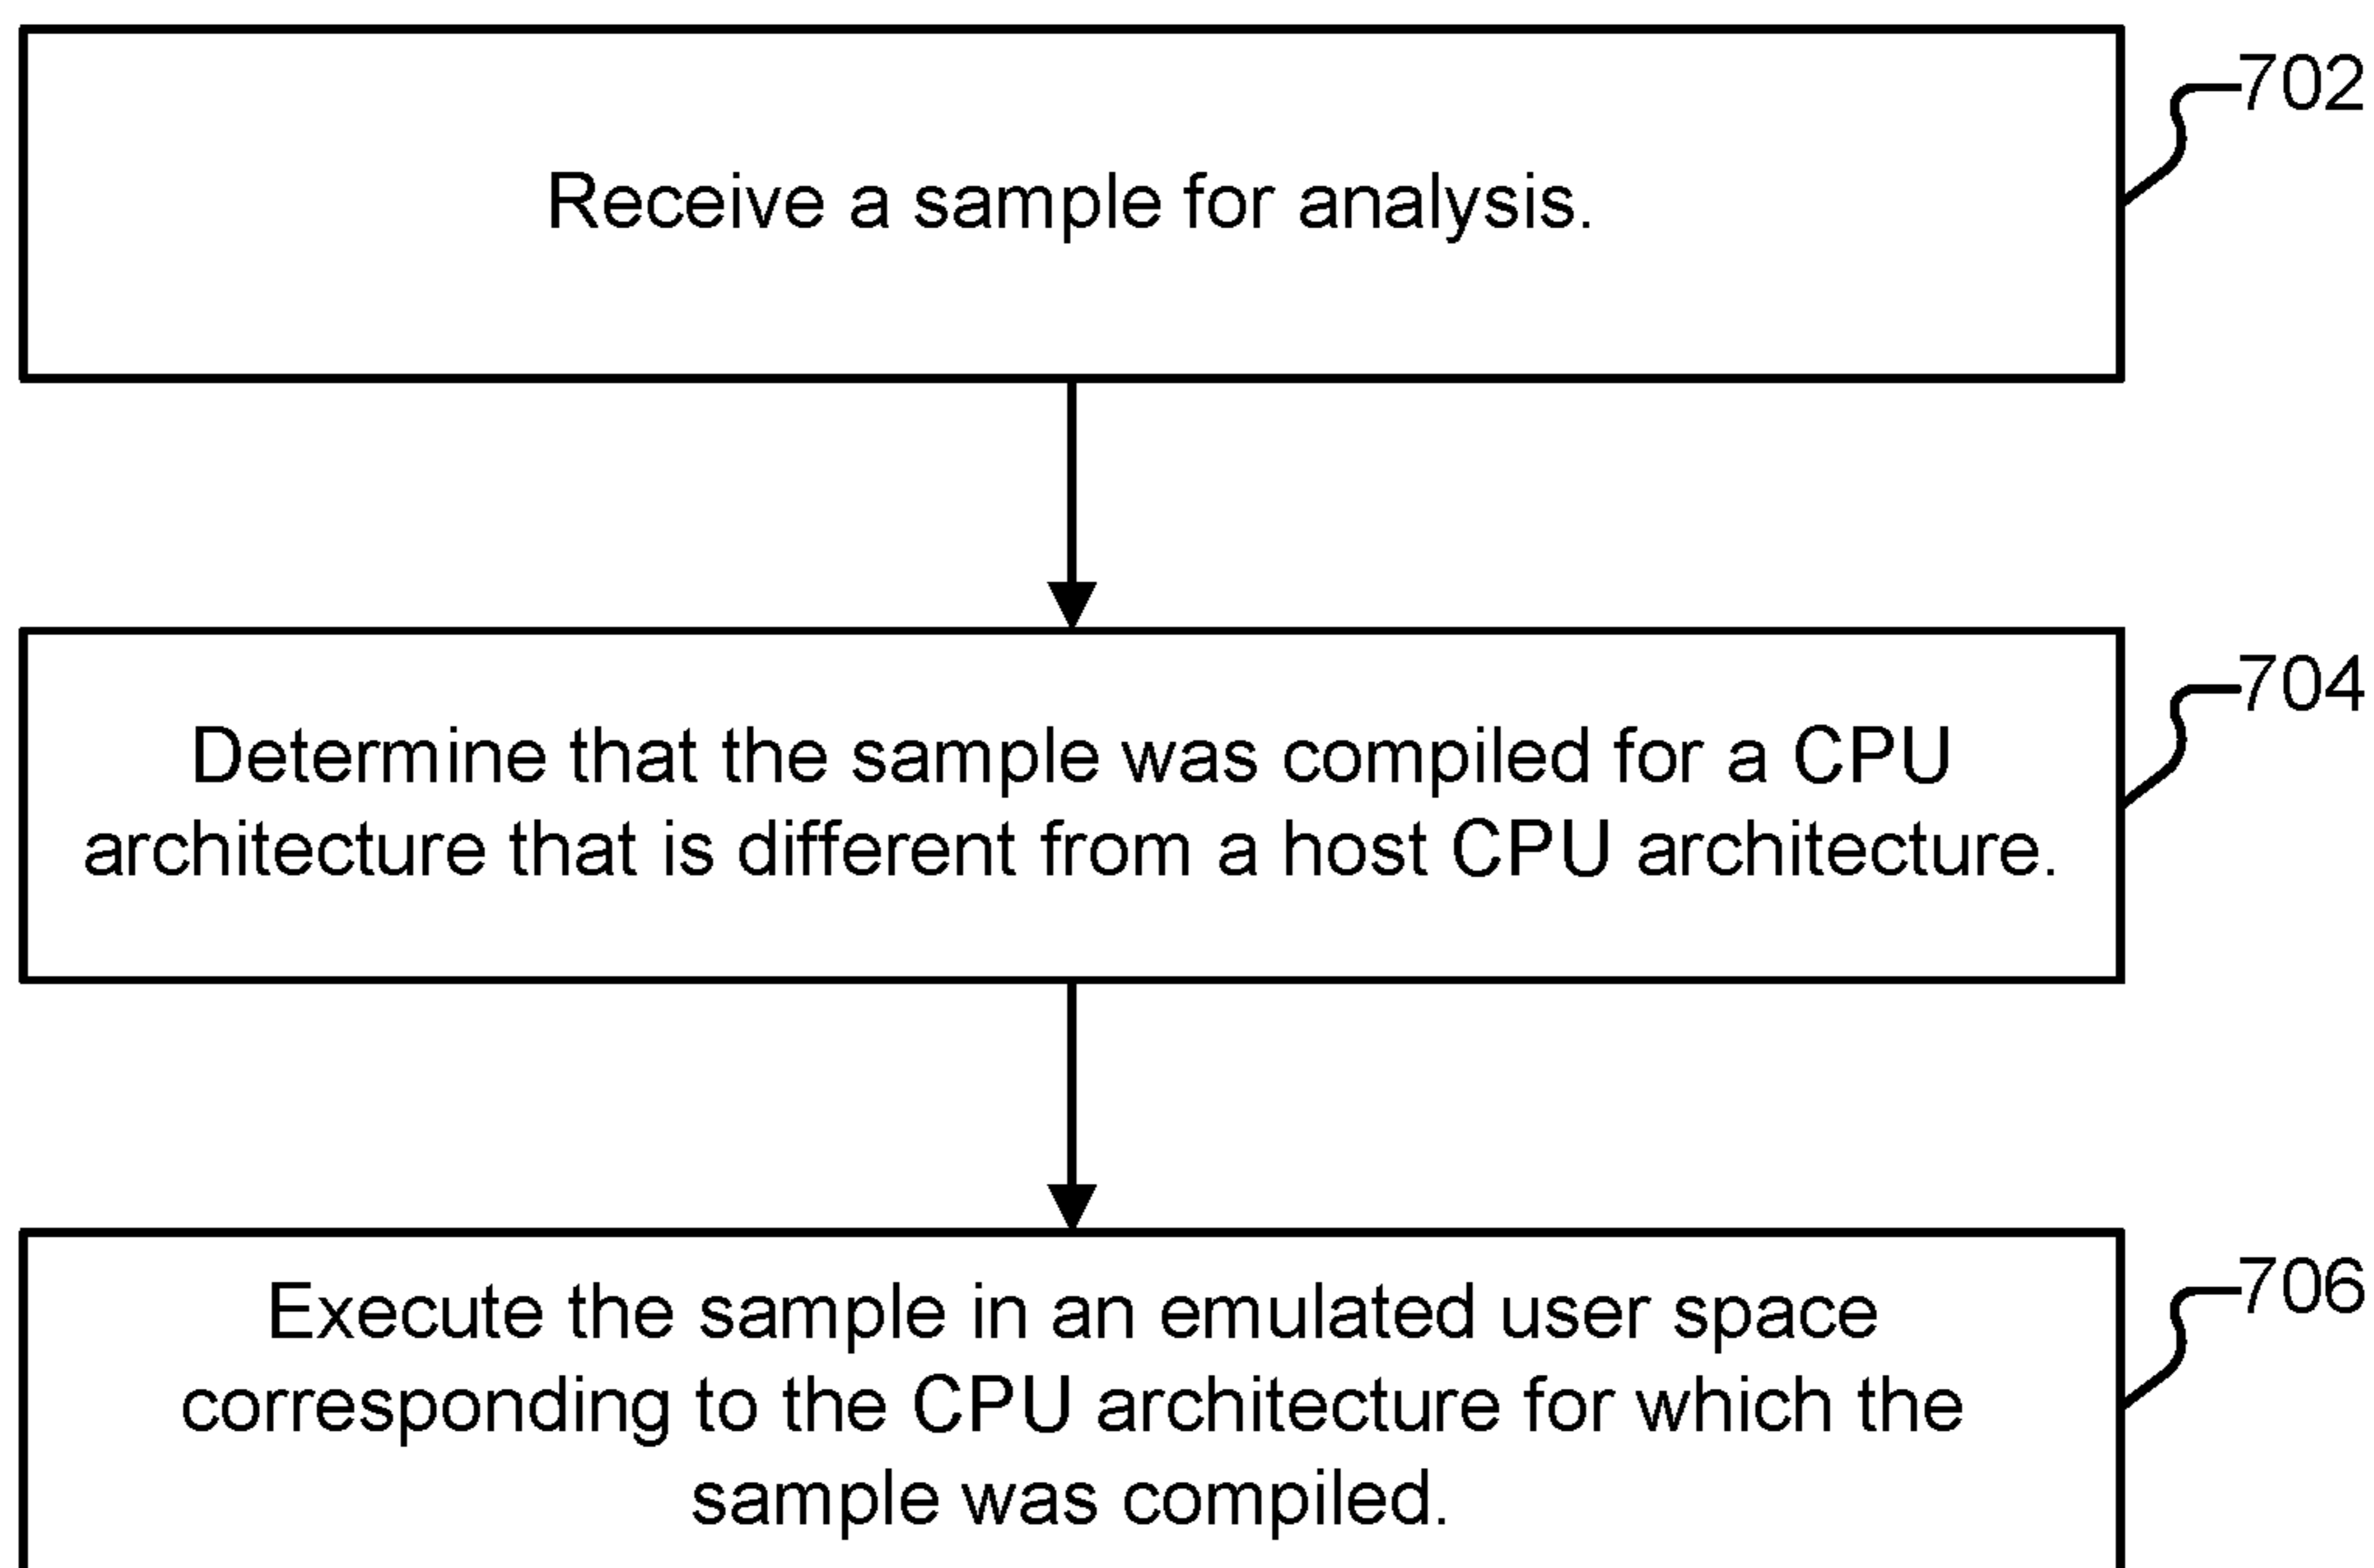 702
Receive a sample for analysis.
704
Determine that the sample was compiled for a CPU
architecture that is different from a host CPU architecture.
706
Execute the sample in an emulated user space
corresponding to the CPU architecture for which the
sample was compiled.